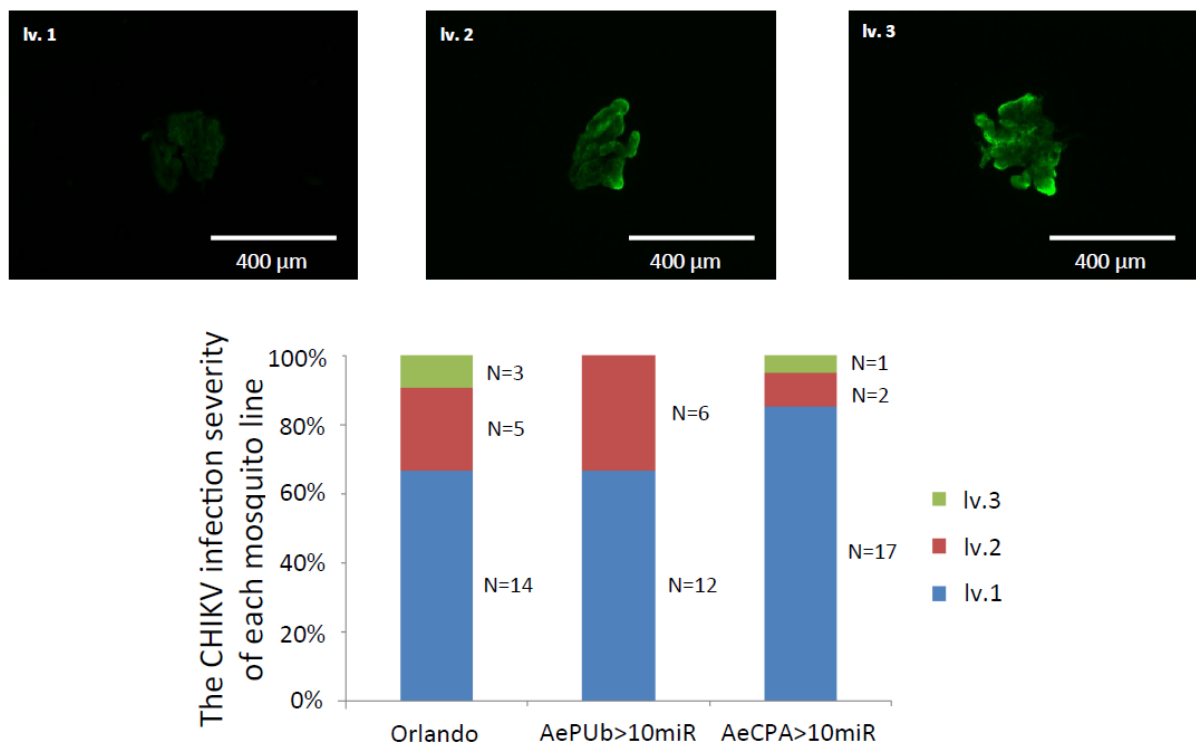 lv. 1
lv. 2
lv. 3
400 µm
400 µm
400 µm
The CHIKV infection severity
of each mosquito line
100%
80%
60%
40%
20%
0%
N=3
N=5
N=14
N=6
N=12
N=1
N=2
N=17
lv.3
lv.2
lv.1
Orlando
AePUb>10miR
AeCPA>10miR